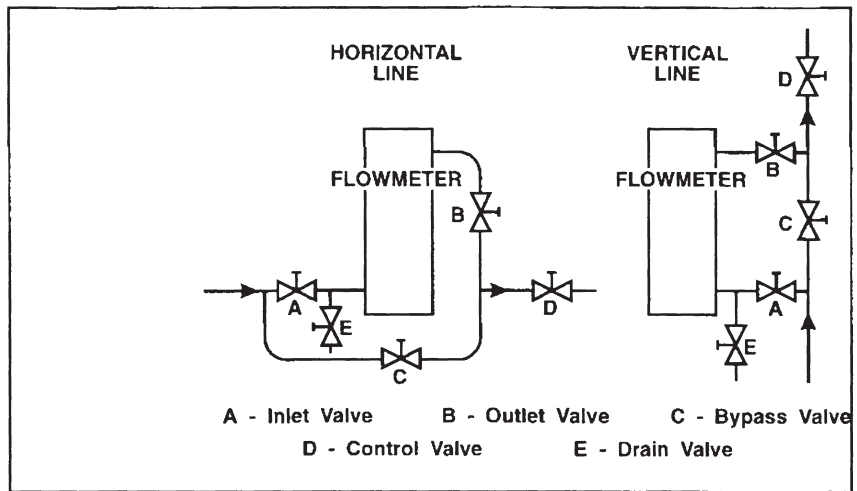 HORIZONTAL
LINE
VERTICAL
LINE
D
FLOWMETER
B
FLOWMETER
B
C
A
E
D
A
C
E
A - Inlet Valve B - Outlet Valve C - Bypass Valve
D - Control Valve E - Drain Valve